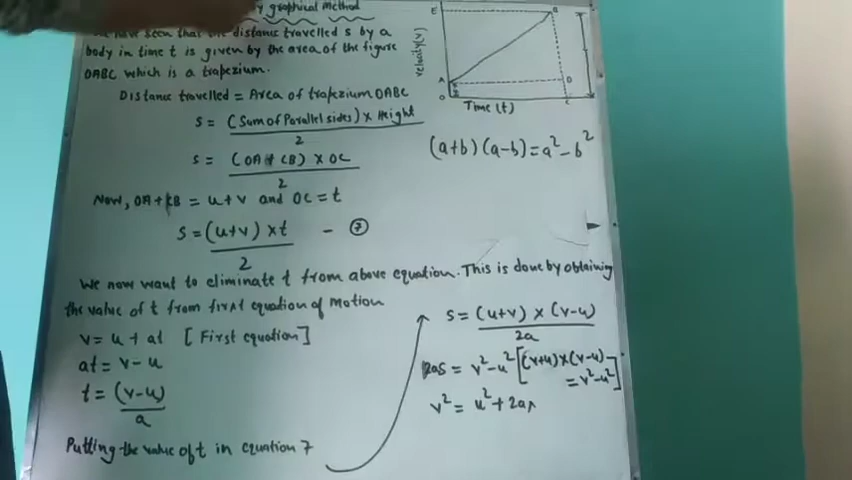 by graphical method
have seen that the distance travelled s by a
body in time t is given by the area of the figure
OABC which is a trapezium.
Distance travelled = Area of trapezium OABC
s = (Sum of Parallel sides) x Height
2
s = (OA + CB) x OC
2
Now, OA + CB = u + v and OC = t
s = (u+v) x t - ⑦
2
We now want to eliminate t from above equation. This is done by obtaining
the value of t from first equation of Motion
v = u + at [First equation]
at = v - u
t = (v-u)
a
Putting the value of t in equation 7
E
B
velocity(v)
A
D
O
C
Time (t)
(a+b) (a-b) = a² - b²
s = (u+v) x (v-u)
2a
2as = v² - u² [(v+u) x (v-u)
= v² - u²]
v² = u² + 2as